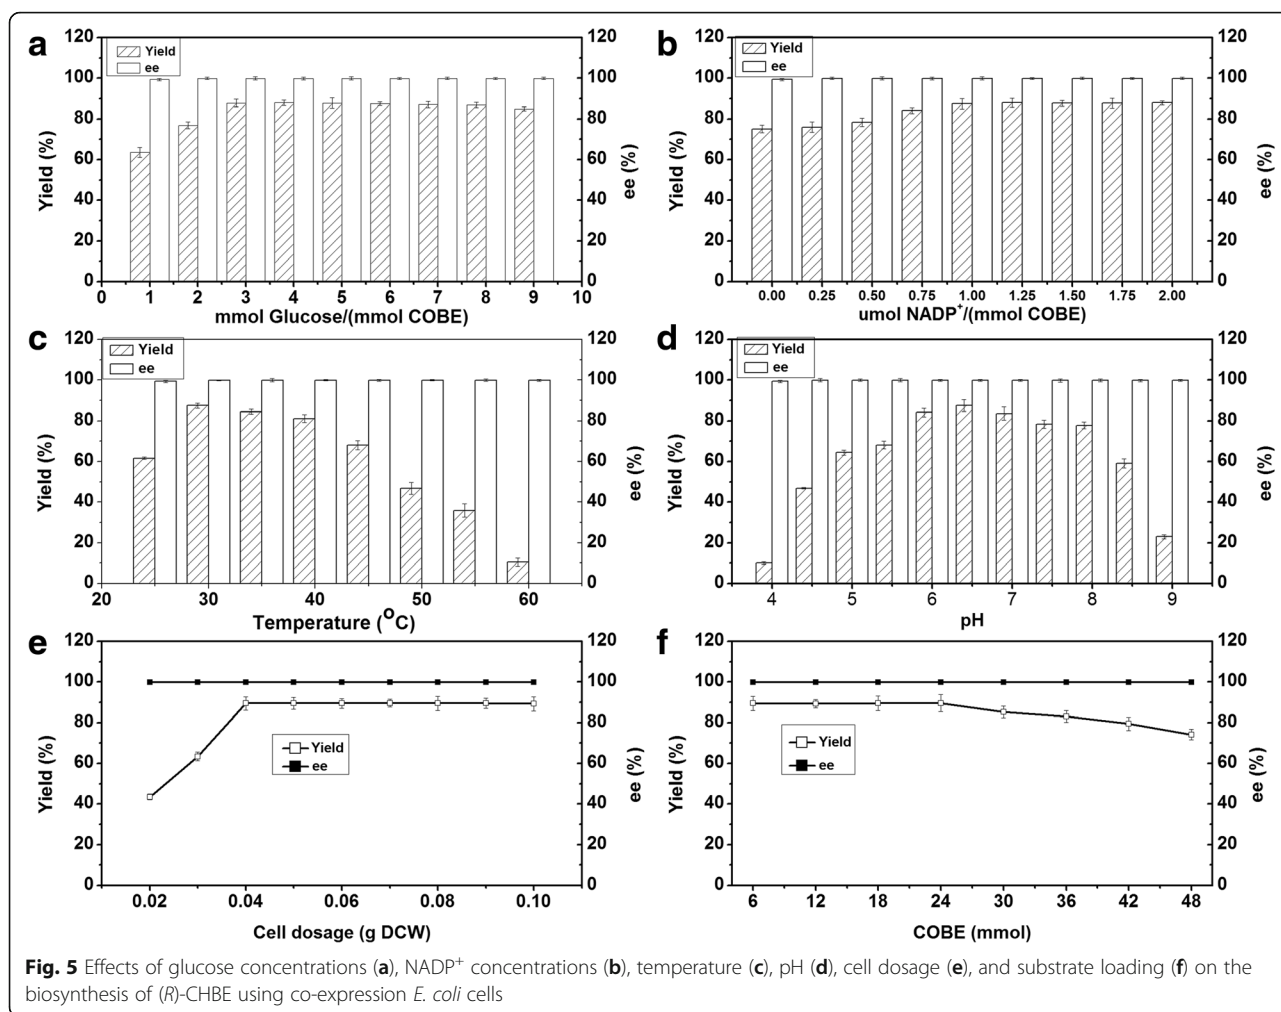 a
120
100
80
60
40
20
0
Yield (%)
Yield
ee
120
100
80
60
40
20
0
ee (%)
0 1 2 3 4 5 6 7 8 9 10
mmol Glucose/(mmol COBE)
b
120
100
80
60
40
20
0
Yield (%)
Yield
ee
120
100
80
60
40
20
0
ee (%)
0.00 0.25 0.50 0.75 1.00 1.25 1.50 1.75 2.00
umol NADP+/(mmol COBE)
c
120
100
80
60
40
20
0
Yield (%)
Yield
ee
120
100
80
60
40
20
0
ee (%)
20 30 40 50 60
Temperature (OC)
d
120
100
80
60
40
20
0
Yield (%)
Yield
ee
120
100
80
60
40
20
0
ee (%)
4 5 6 7 8 9
pH
e
120
100
80
60
40
20
0
Yield (%)
Yield
ee
120
100
80
60
40
20
0
ee (%)
0.02 0.04 0.06 0.08 0.10
Cell dosage (g DCW)
f
120
100
80
60
40
20
0
Yield (%)
Yield
ee
120
100
80
60
40
20
0
ee (%)
6 12 18 24 30 36 42 48
COBE (mmol)
Fig. 5 Effects of glucose concentrations (a), NADP+ concentrations (b), temperature (c), pH (d), cell dosage (e), and substrate loading (f) on the
biosynthesis of (R)-CHBE using co-expression E. coli cells